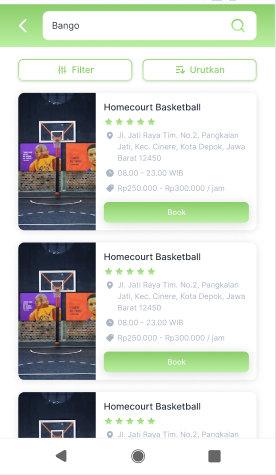 Bango
Filter
Urutkan
Homecourt Basketball
Jl. Jati Raya Tim. No.2, Pangkalan
Jati, Kec. Cinere, Kota Depok, Jawa
Barat 12450
08.00 - 23.00 WIB
Rp250.000 - Rp300.000 / jam
Book
Homecourt Basketball
Jl. Jati Raya Tim. No.2, Pangkalan
Jati, Kec. Cinere, Kota Depok, Jawa
Barat 12450
08.00 - 23.00 WIB
Rp250.000 - Rp300.000 / jam
Book
Homecourt Basketball
Jl. Jati Raya Tim. No.2, Pangkalan